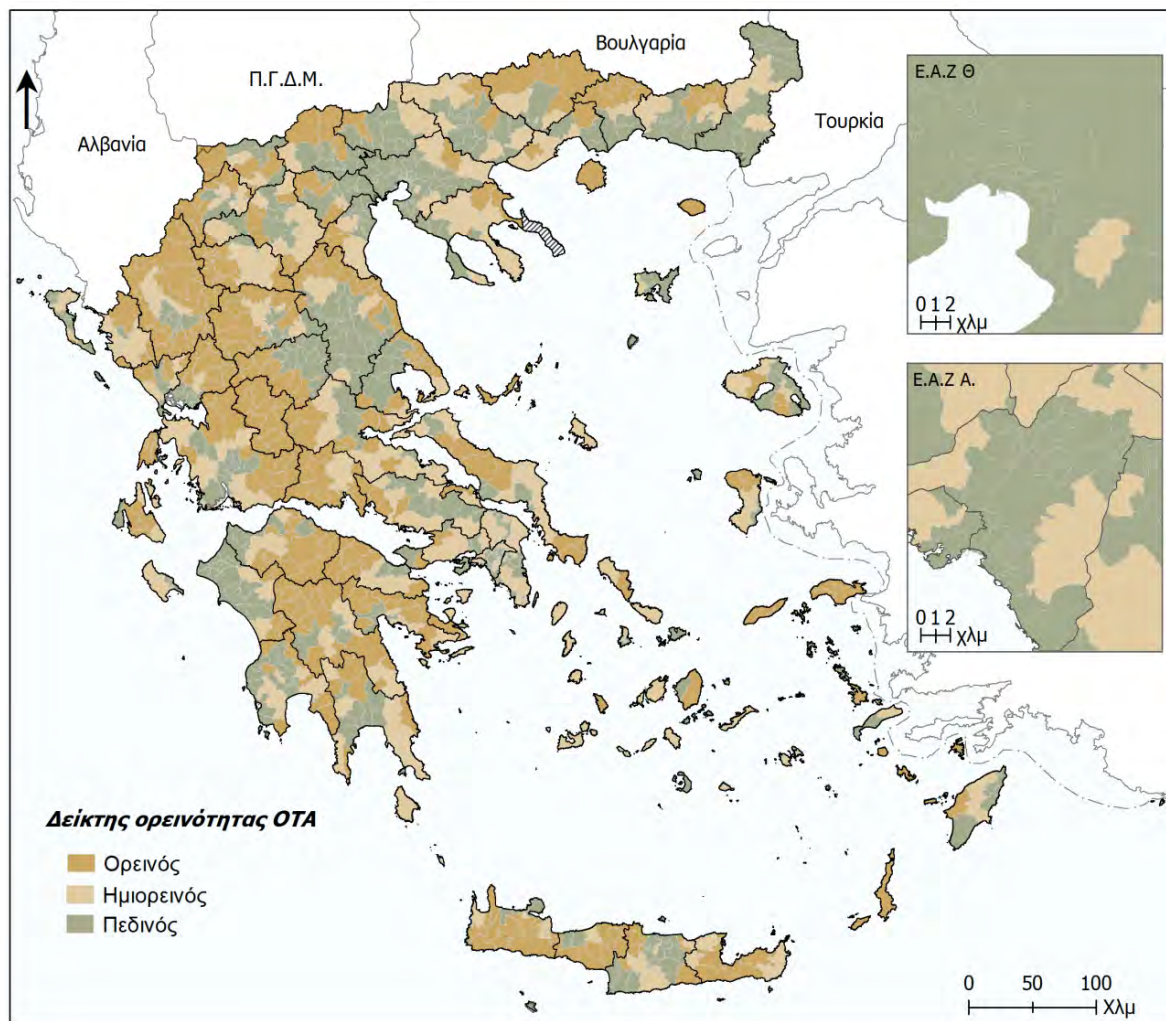 Βουλγαρία
Π.Γ.Δ.Μ.
Αλβανία
Τουρκία
Ε.Α.Ζ Θ
0 1 2
χλμ
Ε.Α.Ζ Α.
0 1 2
χλμ
Δείκτης ορεινότητας ΟΤΑ
Ορεινός
Ημιορεινός
Πεδινός
0 50 100
Χλμ